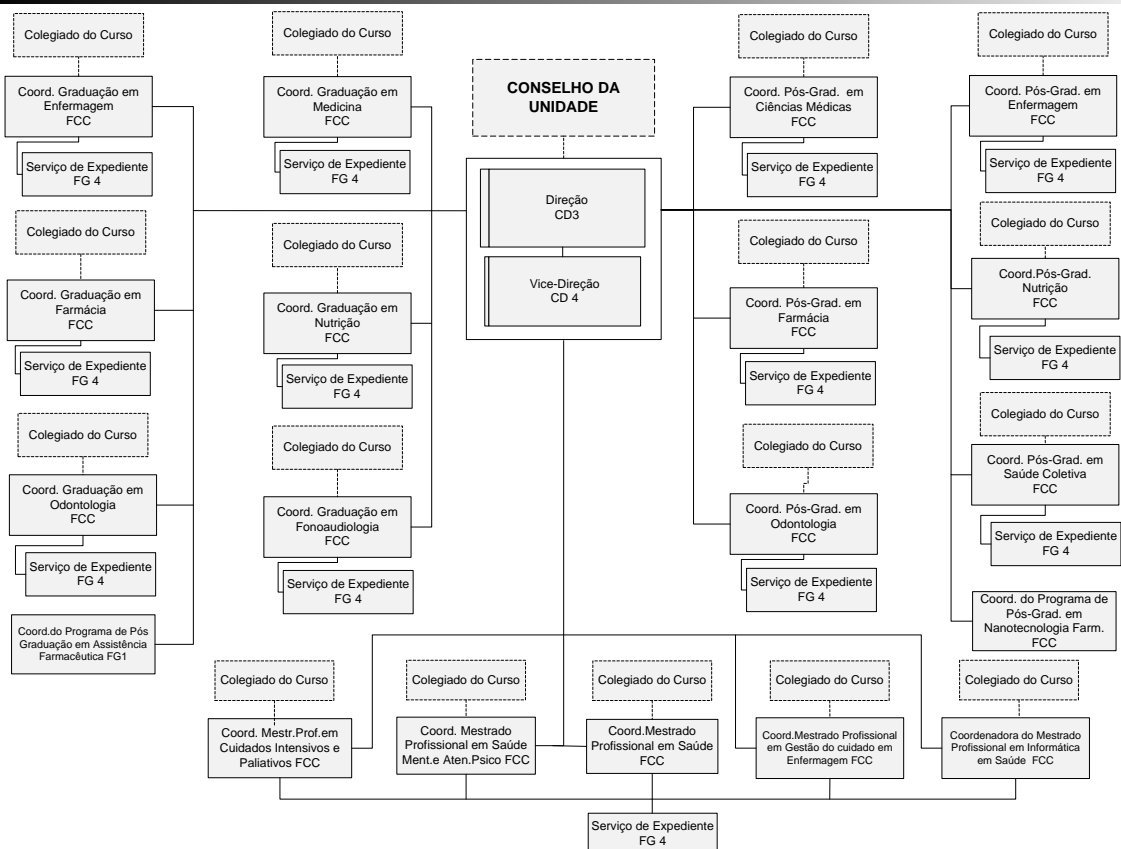 Colegiado do Curso
Coord. Graduação em
Enfermagem
FCC
Serviço de Expediente
FG 4
Colegiado do Curso
Coord. Graduação em
Farmácia
FCC
Serviço de Expediente
FG 4
Colegiado do Curso
Coord. Graduação em
Odontologia
FCC
Serviço de Expediente
FG 4
Coord.do Programa de Pós
Graduação em Assistência
Farmacêutica FG1
Colegiado do Curso
Coord. Graduação em
Medicina
FCC
Serviço de Expediente
FG 4
Colegiado do Curso
Coord. Graduação em
Nutrição
FCC
Serviço de Expediente
FG 4
Colegiado do Curso
Coord. Graduação em
Fonoaudiologia
FCC
Serviço de Expediente
FG 4
CONSELHO DA
UNIDADE
Direção
CD3
Vice-Direção
CD 4
Colegiado do Curso
Coord. Pós-Grad. em
Ciências Médicas
FCC
Serviço de Expediente
FG 4
Colegiado do Curso
Coord. Pós-Grad. em
Farmácia
FCC
Serviço de Expediente
FG 4
Colegiado do Curso
Coord. Pós-Grad. em
Odontologia
FCC
Serviço de Expediente
FG 4
Colegiado do Curso
Coord. Pós-Grad. em
Enfermagem
FCC
Serviço de Expediente
FG 4
Colegiado do Curso
Coord.Pós-Grad.
Nutrição
FCC
Serviço de Expediente
FG 4
Colegiado do Curso
Coord. Pós-Grad. em
Saúde Coletiva
FCC
Serviço de Expediente
FG 4
Coord. do Programa de
Pós-Grad. em
Nanotecnologia Farm.
FCC
Colegiado do Curso
Coord. Mestr.Prof.em
Cuidados Intensivos e
Paliativos FCC
Colegiado do Curso
Coord. Mestrado
Profissional em Saúde
Ment.e Aten.Psico FCC
Colegiado do Curso
Coord.Mestrado
Profissional em Saúde
FCC
Colegiado do Curso
Coord.Mestrado Profissional
em Gestão do cuidado em
Enfermagem FCC
Colegiado do Curso
Coordenadora do Mestrado
Profissional em Informática
em Saúde FCC
Serviço de Expediente
FG 4